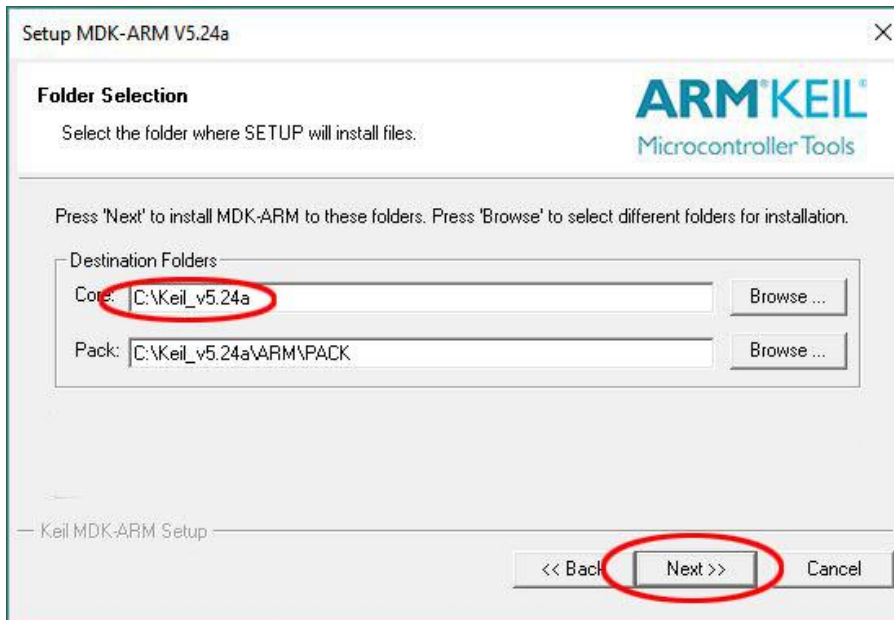 Setup MDK-ARM V5.24a
Folder Selection
Select the folder where SETUP will install files.
ARM®KEIL®
Microcontroller Tools
Press 'Next' to install MDK-ARM to these folders. Press 'Browse' to select different folders for installation.
Destination Folders
Core: C:\Keil_v5.24a Browse ...
Pack: C:\Keil_v5.24a\ARM\PACK Browse ...
Keil MDK-ARM Setup
<< Back Next >> Cancel